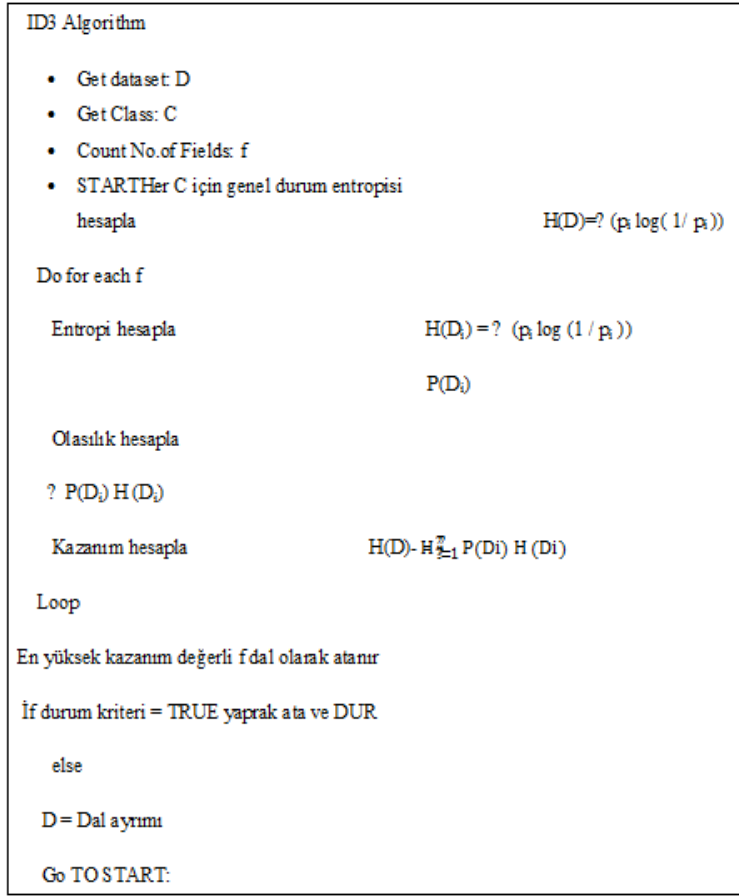 ID3 Algorithm
• Get dataset: D
• Get Class: C
• Count No.of Fields: f
• STARTHer C için genel durum entropisi
hesapla H(D)=? (pᵢ log( 1/ pᵢ))
Do for each f
Entropi hesapla H(Dᵢ) = ? (pᵢ log (1 / pᵢ ))
P(Dᵢ)
Olasılık hesapla
? P(Dᵢ) H (Dᵢ)
Kazanım hesapla H(D)- P(Di) H (Di)
Loop
En yüksek kazanım değerli f dal olarak atanır
İf durum kriteri = TRUE yaprak ata ve DUR
else
D = Dal ayrımı
Go TO START: